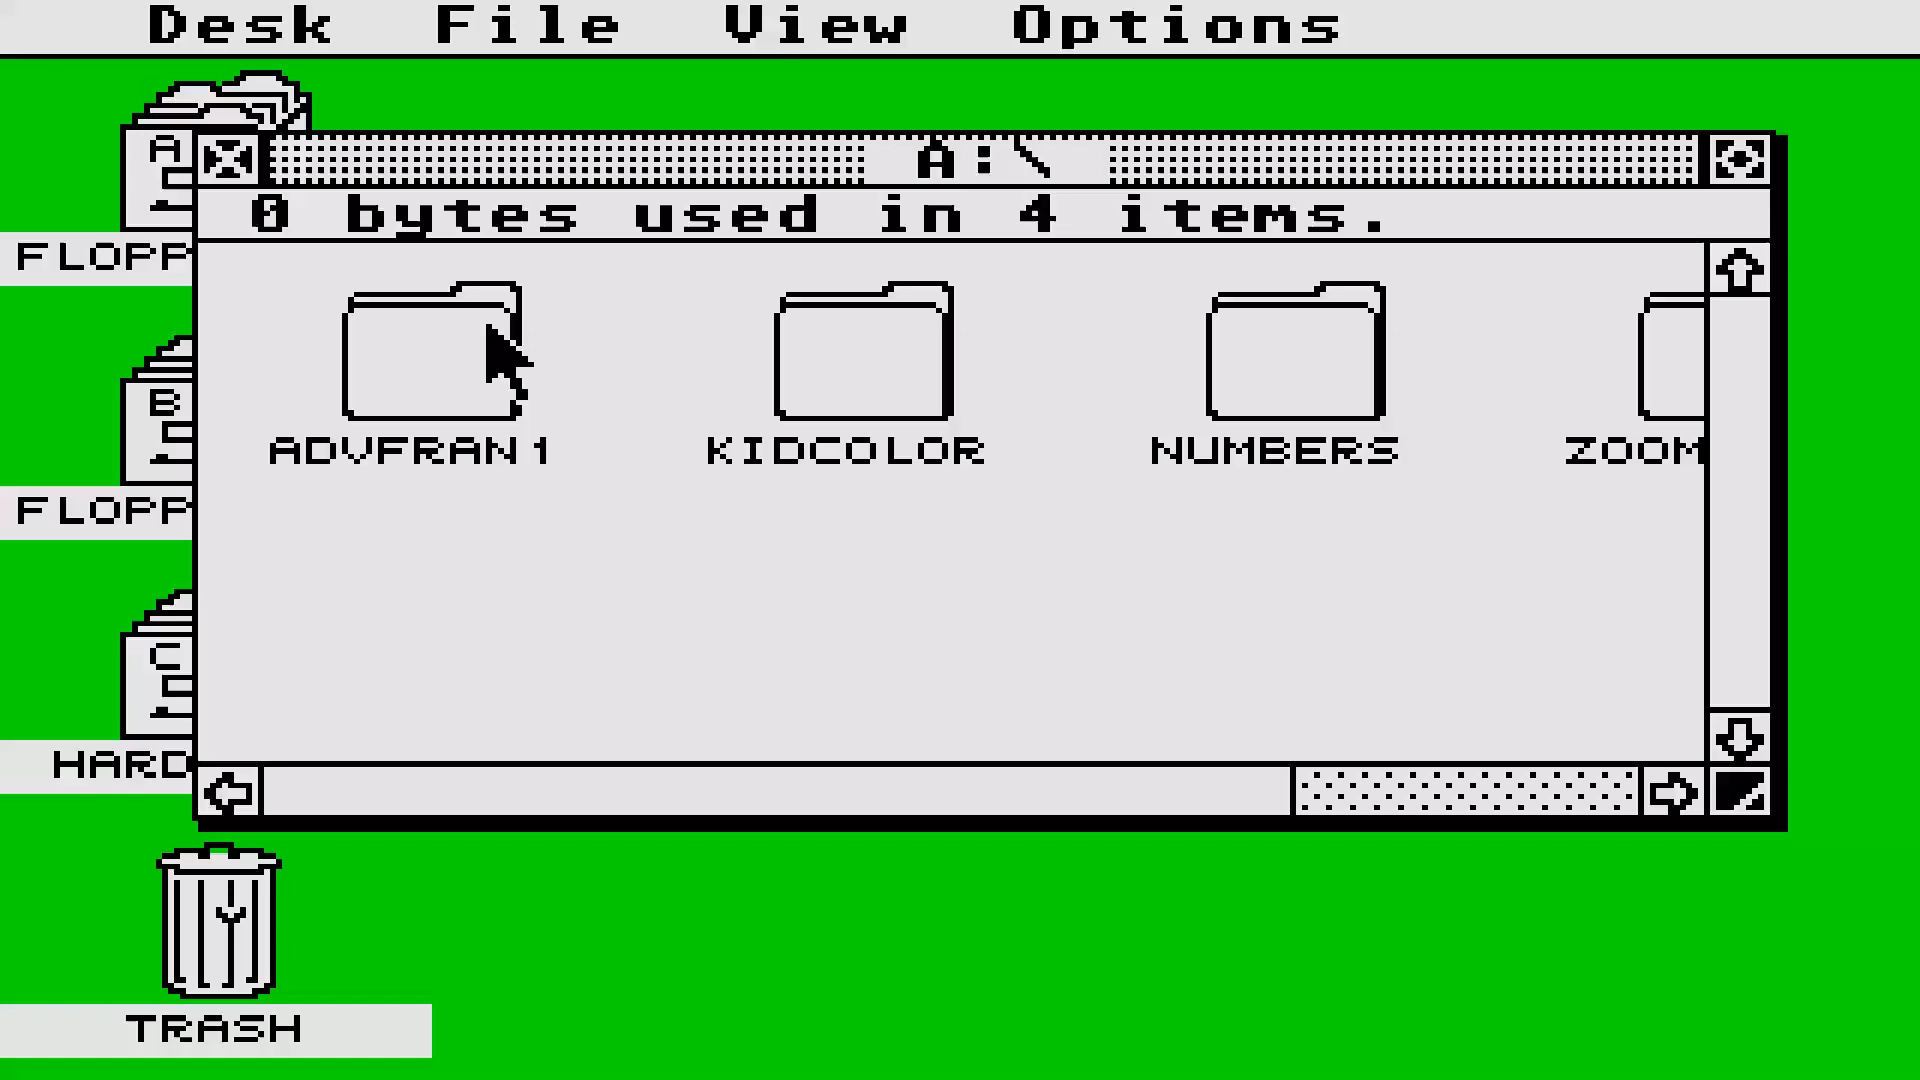 Desk File View Options
A
A:\
0 bytes used in 4 items.
FLOPP
ADVFRAN1 KIDCOLOR NUMBERS ZOOM
B
FLOPP
C
HARD
TRASH